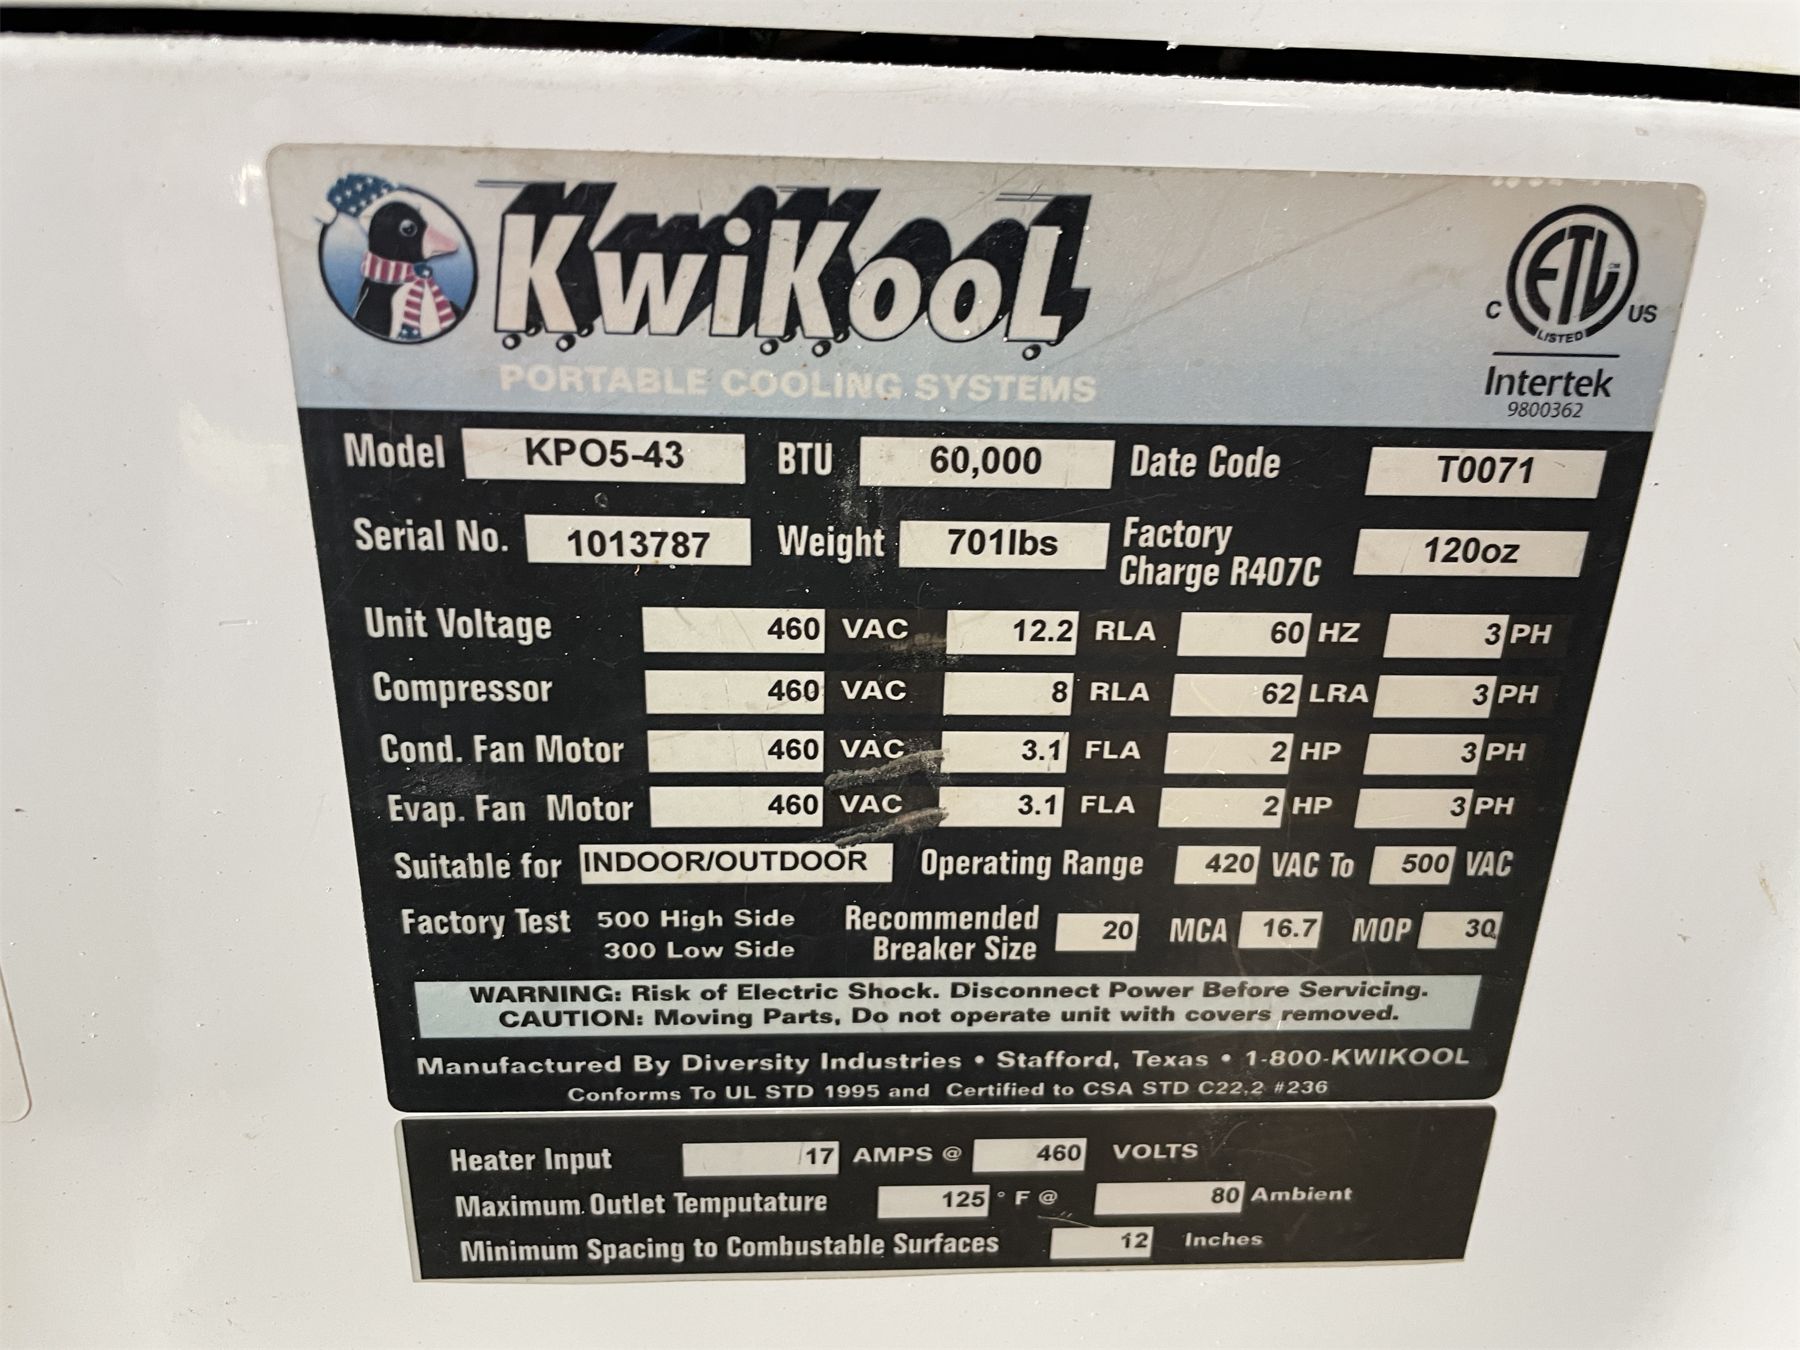 KwiKooL
PORTABLE COOLING SYSTEMS
C ETL US
LISTED
CM
Intertek
9800362
Model KPO5-43 BTU 60,000 Date Code T0071
Serial No. 1013787 Weight 701lbs Factory Charge R407C 120oz
Unit Voltage 460 VAC 12.2 RLA 60 HZ 3 PH
Compressor 460 VAC 8 RLA 62 LRA 3 PH
Cond. Fan Motor 460 VAC 3.1 FLA 2 HP 3 PH
Evap. Fan Motor 460 VAC 3.1 FLA 2 HP 3 PH
Suitable for INDOOR/OUTDOOR Operating Range 420 VAC To 500 VAC
Factory Test 500 High Side
300 Low Side
Recommended
Breaker Size 20 MCA 16.7 MOP 30
WARNING: Risk of Electric Shock. Disconnect Power Before Servicing.
CAUTION: Moving Parts, Do not operate unit with covers removed.
Manufactured By Diversity Industries • Stafford, Texas • 1-800-KWIKOOL
Conforms To UL STD 1995 and Certified to CSA STD C22,2 #236
Heater Input 17 AMPS @ 460 VOLTS
Maximum Outlet Temputature 125 ° F @ 80 Ambient
Minimum Spacing to Combustable Surfaces 12 Inches